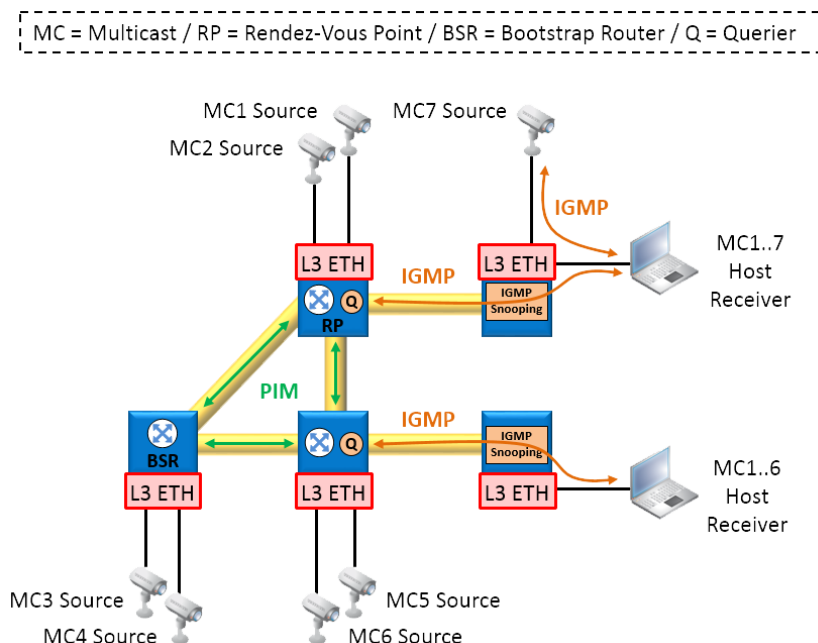 MC = Multicast / RP = Rendez-Vous Point / BSR = Bootstrap Router / Q = Querier
MC1 Source
MC2 Source
MC7 Source
IGMP
L3 ETH
L3 ETH
MC1..7
Host
Receiver
IGMP
Q
RP
IGMP
Snooping
PIM
BSR
IGMP
Q
IGMP
Snooping
L3 ETH
L3 ETH
L3 ETH
MC1..6
Host
Receiver
MC3 Source
MC4 Source
MC5 Source
MC6 Source